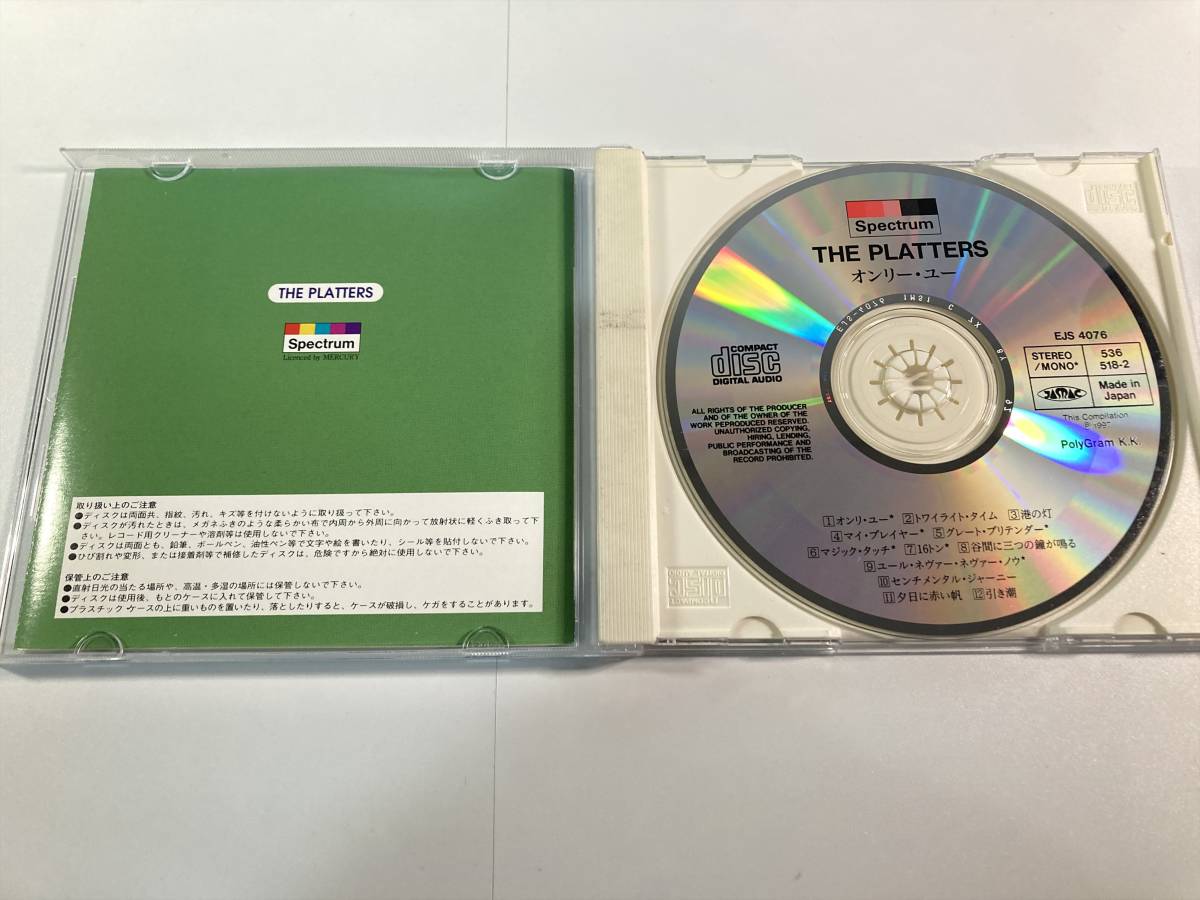 THE PLATTERS
Spectrum
Licenced by MERCURY
取り扱い上のご注意
●ディスクは両面共、指紋、汚れ、キズ等を付けないように取り扱って下さい。
●ディスクが汚れたときは、メガネふきのような柔らかい布で内周から外周に向かって放射状に軽くふき取って下
さい。レコード用クリーナーや溶剤等は使用しないで下さい。
●ディスクは両面とも、鉛筆、ボールペン、油性ペン等で文字や絵を書いたり、シール等を貼付しないで下さい。
●ひび割れや変形、または接着剤等で補修したディスクは、危険ですから絶対に使用しないで下さい。
保管上のご注意
●直射日光の当たる場所や、高温・多湿の場所には保管しないで下さい。
●ディスクは使用後、もとのケースに入れて保管して下さい。
●プラスチック・ケースの上に重いものを置いたり、落としたりすると、ケースが破損し、ケガをすることがあります。
Spectrum
THE PLATTERS
オンリー・ユー
EJS-4076 1MS1 C 7X
COMPACT
disc
DIGITAL AUDIO
ALL RIGHTS OF THE PRODUCER
AND OF THE OWNER OF THE
WORK PEPRODUCED RESERVED.
UNAUTHORIZED COPYING,
HIRING, LENDING,
PUBLIC PERFORMANCE AND
BROADCASTING OF THE
RECORD PROHIBITED.
EJS 4076
STEREO
/MONO*
536
518-2
JASRAC
Made in
Japan
This Compilation
℗ 1997
PolyGram K.K.
1 オンリ・ユー* 2 トワイライト・タイム 3 港の灯
4 マイ・プレイヤー* 5 グレート・プリテンダー*
6 マジック・タッチ* 7 16トン* 8 谷間に三つの鐘が鳴る
9 ユール・ネヴァー・ネヴァー・ノウ*
10 センチメンタル・ジャーニー
11 夕日に赤い帆 12 引き潮
disc